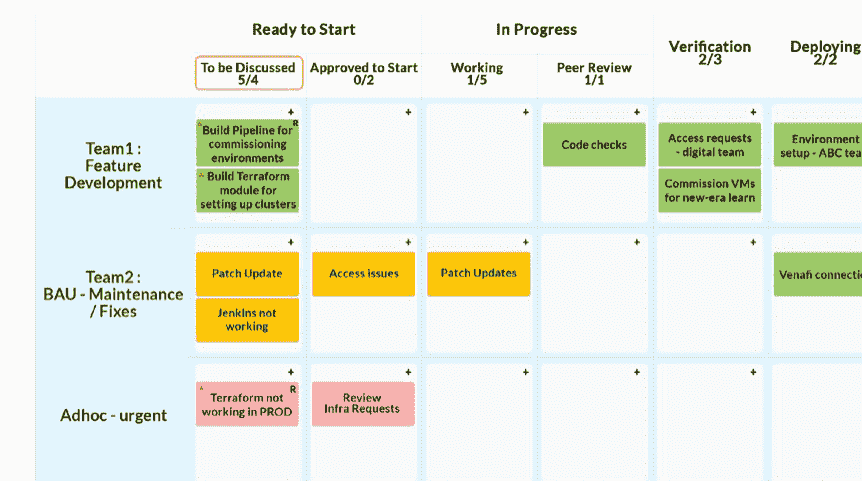 Ready to Start
In Progress
Verification
2/3
Deploying
2/2
To be Discussed
5/4
Approved to Start
0/2
Working
1/5
Peer Review
1/1
Team1 :
Feature
Development
+
R
Build Pipeline for
commissioning
environments
Build Terraform
module for
setting up clusters
+
+
+
Code checks
+
Access requests
- digital team
Commission VMs
for new-era learn
Environment
setup - ABC
Team2 :
BAU - Maintenance
/ Fixes
+
Patch Update
Jenkins not
working
+
Access issues
+
Patch Updates
+
+
Venafi
Adhoc - urgent
+
R
Terraform not
working in PROD
+
Review
Infra Requests
+
+
+